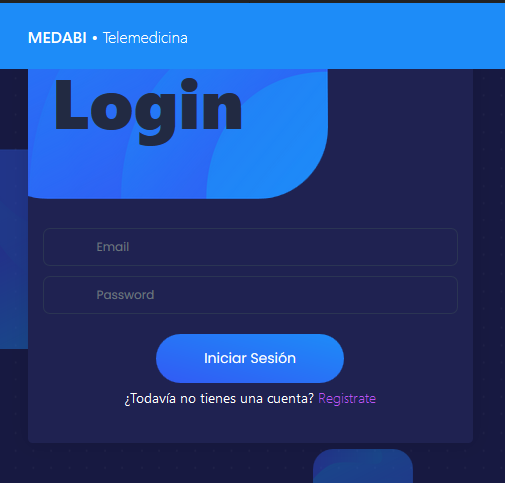 MEDABI • Telemedicina
Login
Email
Password
Iniciar Sesión
¿Todavía no tienes una cuenta? Registrate